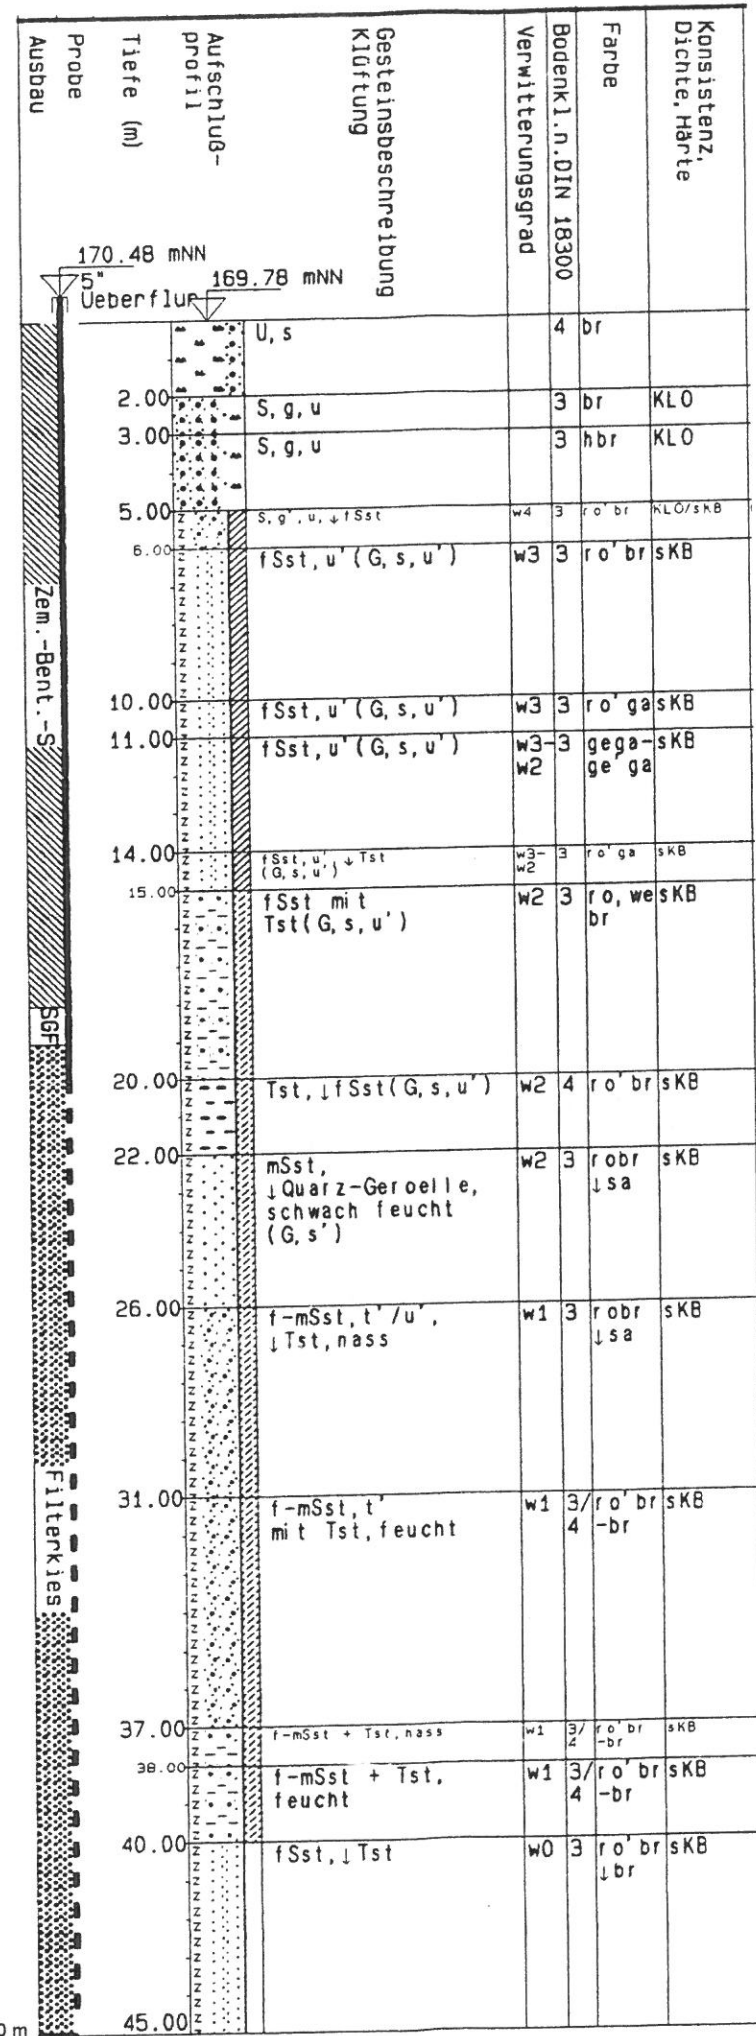 Ausbau
Probe
Tiefe (m)
Aufschluß-
profil
Gesteinsbeschreibung
Klüftung
Verwitterungsgrad
Bodenkl.n.DIN 18300
Farbe
Konsistenz,
Dichte, Härte
170.48 mNN
5"
Ueberflur
169.78 mNN
U, s 4 br
2.00 S, g, u 3 br KLO
3.00 S, g, u 3 hbr KLO
5.00 S, g', u, ↓fSst w4 3 ro'br KLO/sKB
6.00 fSst, u'(G, s, u') w3 3 ro'br sKB
10.00 fSst, u'(G, s, u') w3 3 ro'ga sKB
11.00 fSst, u'(G, s, u') w3- 3 gega- sKB
w2 ge'ga
14.00 fSst, u', ↓Tst w3- 3 ro'ga sKB
(G, s, u') w2
15.00 fSst mit w2 3 ro, we sKB
Tst(G, s, u') br
20.00 Tst, ↓fSst(G, s, u') w2 4 ro'br sKB
22.00 mSst, w2 3 robr sKB
↓Quarz-Geroelle, ↓sa
schwach feucht
(G, s')
26.00 f-mSst, t'/u', w1 3 robr sKB
↓Tst, nass ↓sa
31.00 f-mSst, t' w1 3/ ro'br sKB
mit Tst, feucht 4 -br
37.00 f-mSst + Tst, nass w1 3/ ro'br sKB
4 -br
38.00 f-mSst + Tst, w1 3/ ro'br sKB
feucht 4 -br
40.00 fSst, ↓Tst w0 3 ro'br sKB
↓br
45.00
Zem.-Bent.-S
SGF
Filterkies
0 m